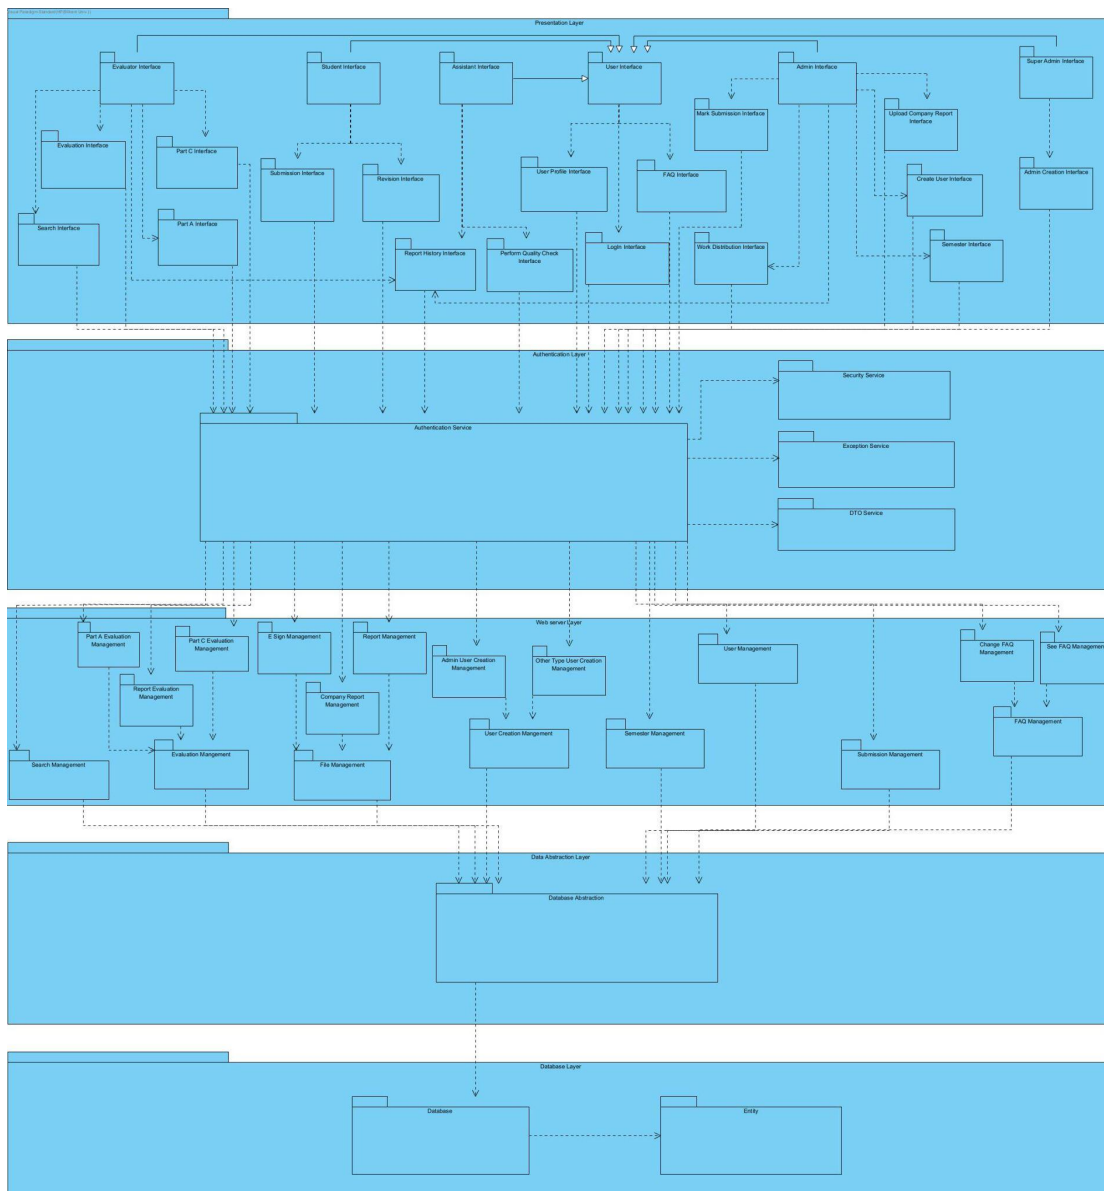 Presentation Layer
Evaluator Interface
Student Interface
Assistant Interface
User Interface
Admin Interface
Super Admin Interface
Mark Submission Interface
Upload Company Report
Interface
Evaluation Interface
Part C Interface
Submission Interface
Revision Interface
User Profile Interface
FAQ Interface
Create User Interface
Admin Creation Interface
Search Interface
Part A Interface
Report History Interface
Perform Quality Check
Interface
Login Interface
Work Distribution Interface
Semester Interface
Authentication Layer
Security Service
Authentication Service
Exception Service
DTO Service
Web server Layer
Part A Evaluation
Management
Part C Evaluation
Management
E Sign Management
Report Management
Admin User Creation
Management
Other Type User Creation
Management
User Management
Change FAQ
Management
See FAQ Management
Report Evaluation
Management
Company Report
Management
User Creation Mangement
Semester Management
FAQ Management
Search Management
Evaluation Mangement
File Management
Submission Management
Data Abstraction Layer
Database Abstraction
Database Layer
Database
Entity